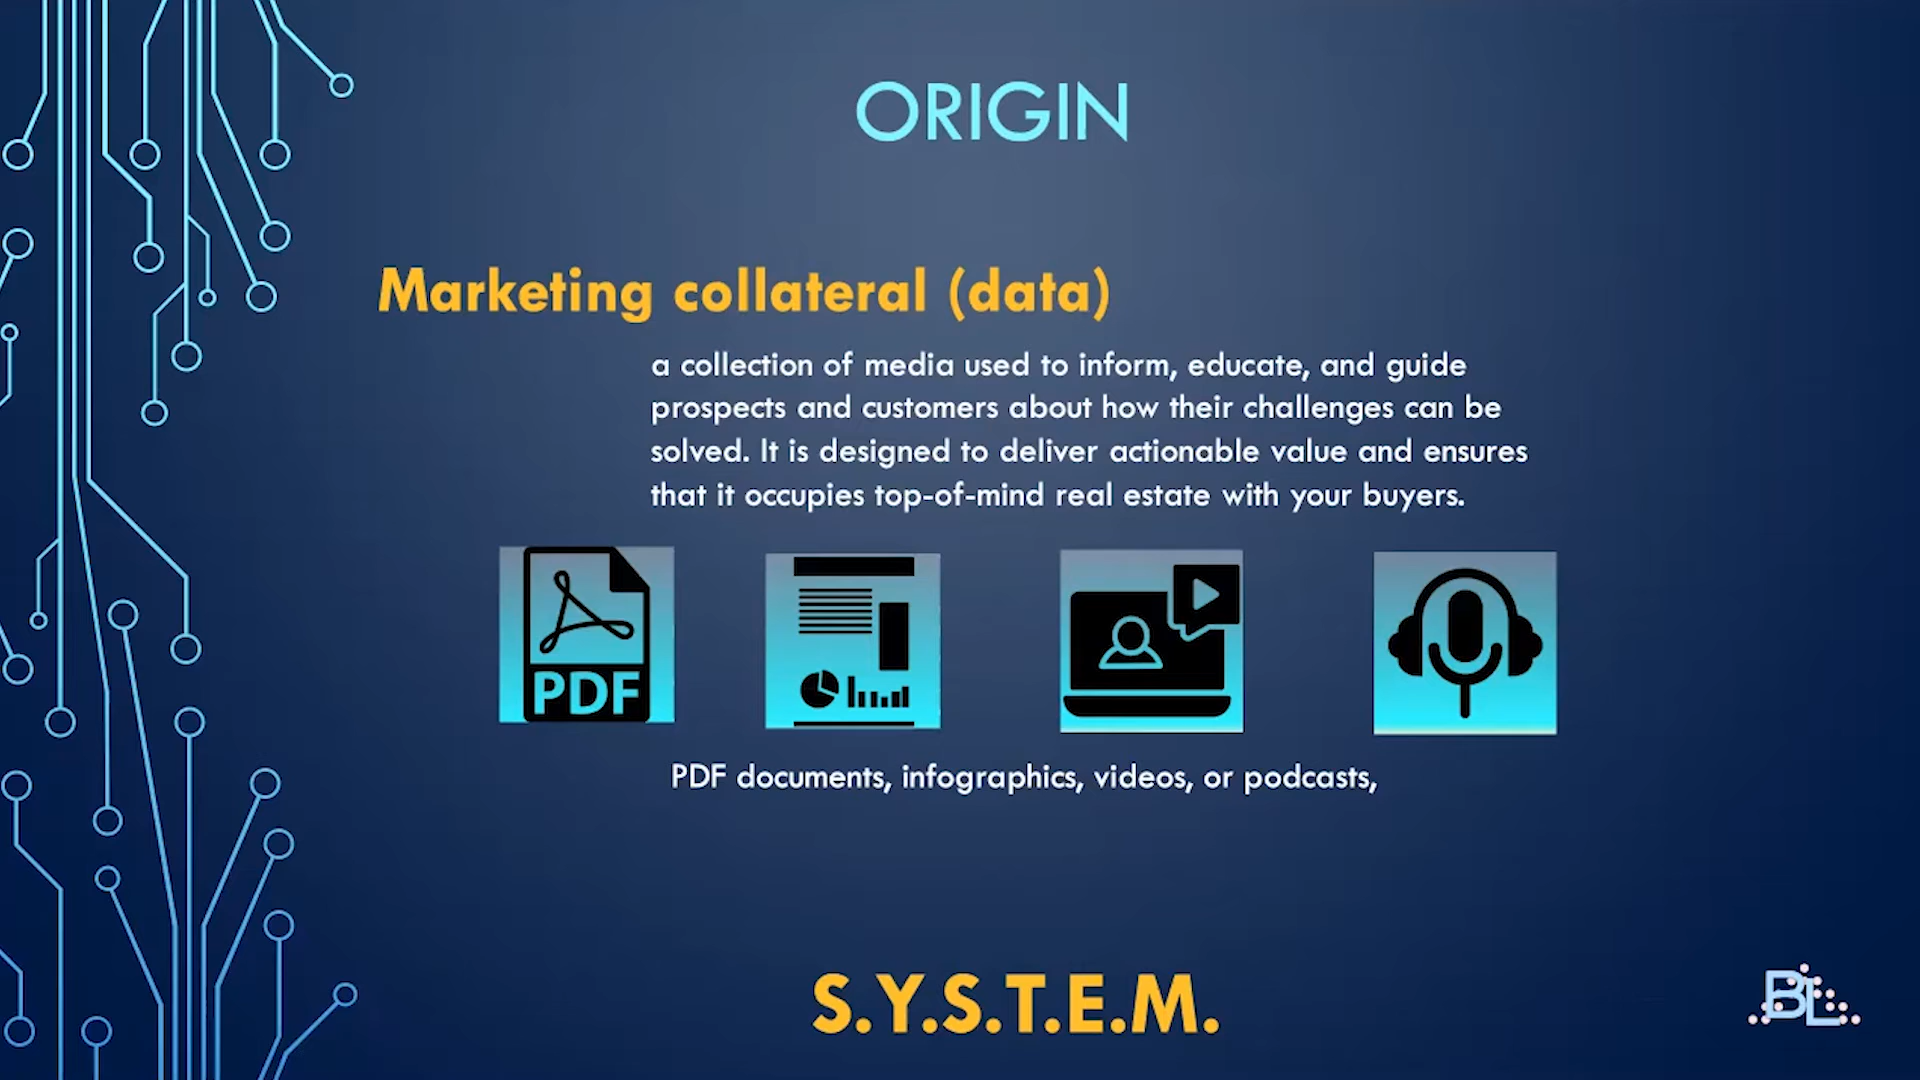 ORIGIN
Marketing collateral (data)
a collection of media used to inform, educate, and guide
prospects and customers about how their challenges can be
solved. It is designed to deliver actionable value and ensures
that it occupies top-of-mind real estate with your buyers.
PDF
PDF documents, infographics, videos, or podcasts,
S.Y.S.T.E.M.
BL